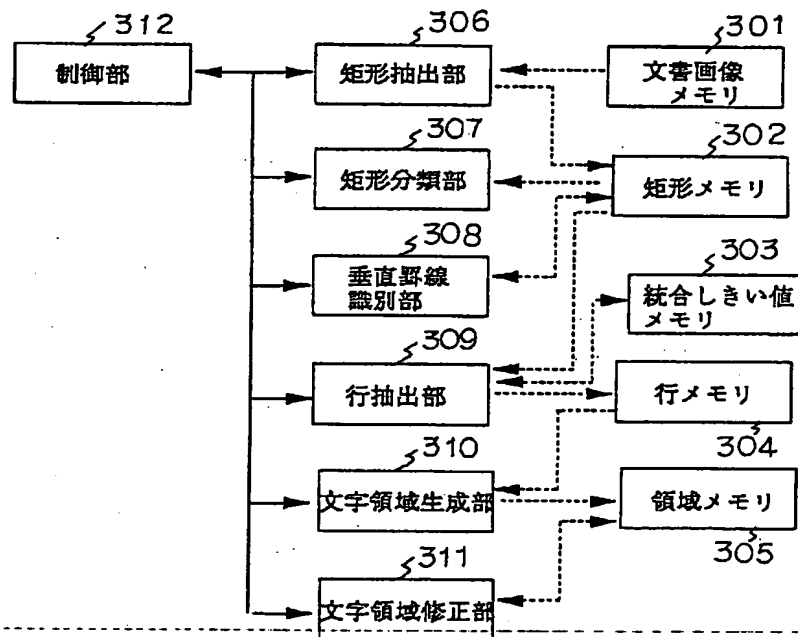 312
制御部
306
矩形抽出部
301
文書画像
メモリ
307
矩形分類部
302
矩形メモリ
308
垂直罫線
識別部
303
統合しきい値
メモリ
309
行抽出部
行メモリ
304
310
文字領域生成部
領域メモリ
305
311
文字領域修正部